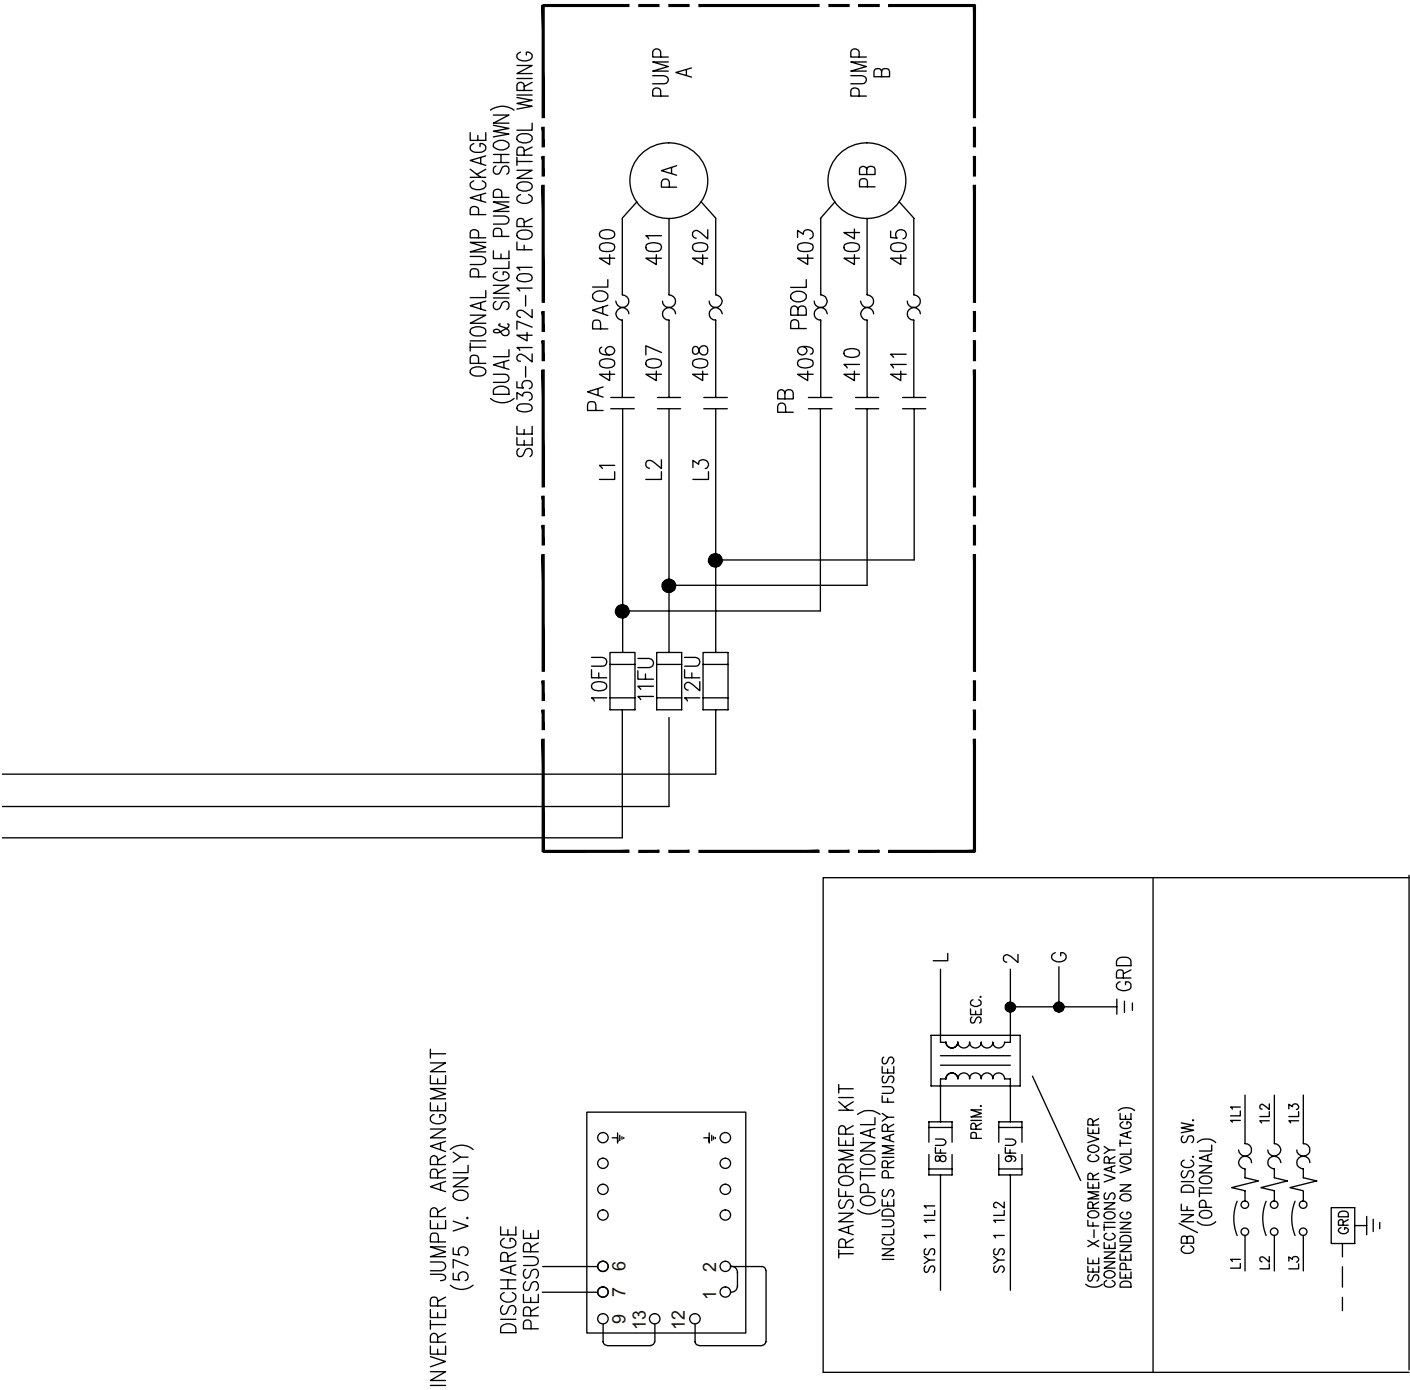 OPTIONAL PUMP PACKAGE
(DUAL & SINGLE PUMP SHOWN)
SEE 035-21472-101 FOR CONTROL WIRING
PUMP
A
PUMP
B
PA
PB
400
401
402
403
404
405
PAOL
PBOL
406
407
408
409
410
411
PA
PB
L1
L2
L3
10FU
11FU
12FU
INVERTER JUMPER ARRANGEMENT
(575 V. ONLY)
DISCHARGE
PRESSURE
6
7
9
13
12
1
2
TRANSFORMER KIT
(OPTIONAL)
INCLUDES PRIMARY FUSES
SYS 1 1L1
8FU
L
SYS 1 1L2
9FU
PRIM.
SEC.
2
G
GRD
(SEE X-FORMER COVER
CONNECTIONS VARY
DEPENDING ON VOLTAGE)
CB/NF DISC. SW.
(OPTIONAL)
L1
1L1
L2
1L2
L3
1L3
GRD